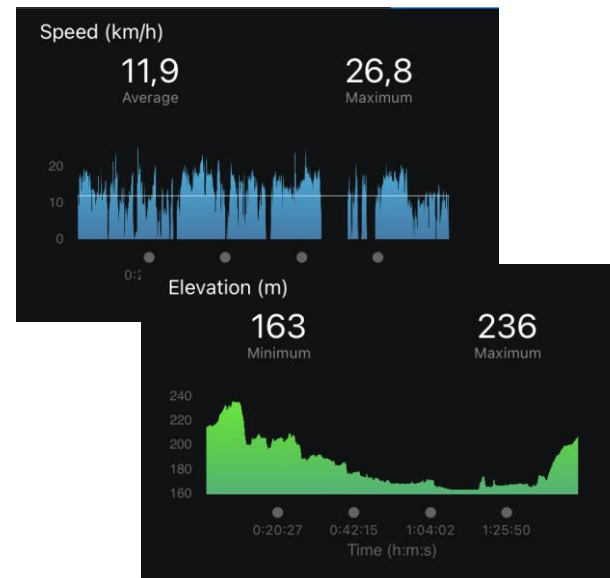 Speed (km/h)
11,9 26,8
Average Maximum
20
10
0
Elevation (m)
163 236
Minimum Maximum
240
220
200
180
160
0:20:27 0:42:15 1:04:02 1:25:50
Time (h:m:s)